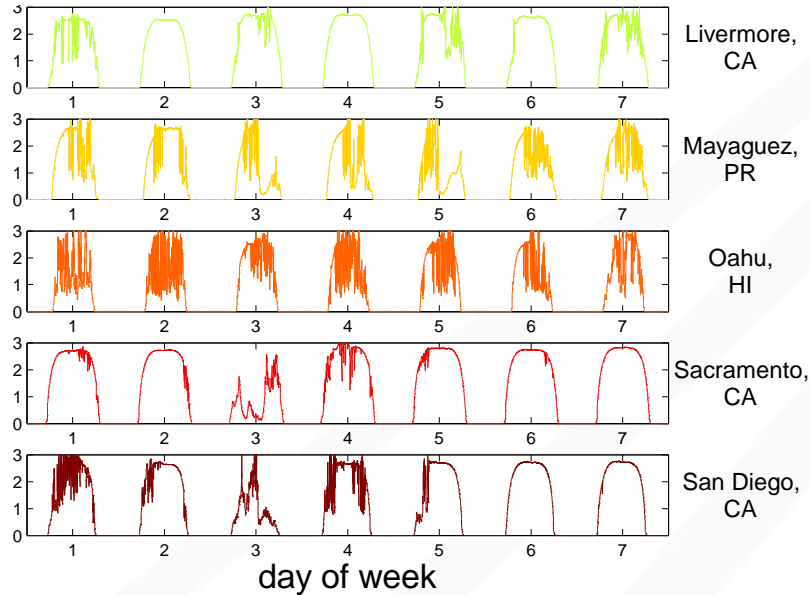 3
2
1
0
1 2 3 4 5 6 7
Livermore,
CA
3
2
1
0
1 2 3 4 5 6 7
Mayaguez,
PR
3
2
1
0
1 2 3 4 5 6 7
Oahu,
HI
3
2
1
0
1 2 3 4 5 6 7
Sacramento,
CA
3
2
1
0
1 2 3 4 5 6 7
San Diego,
CA
day of week